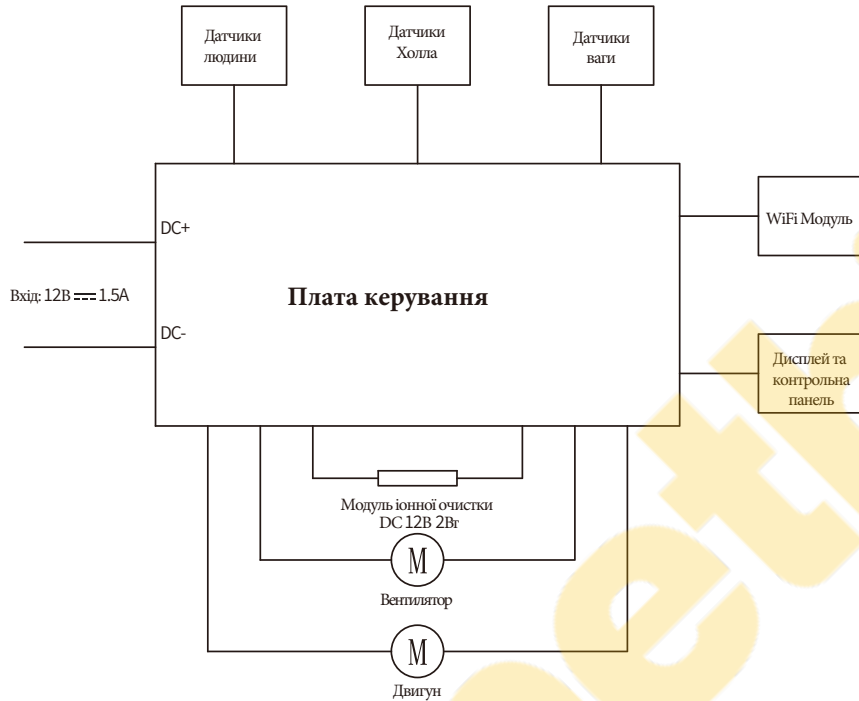 Датчики
людини
Датчики
Холла
Датчики
ваги
DC+
WiFi Модуль
Вхід: 12В 1.5А
Плата керування
DC-
Дисплей та
контрольна
панель
Модуль іонної очистки
DC 12В 2Вт
M
Вентилятор
M
Двигун